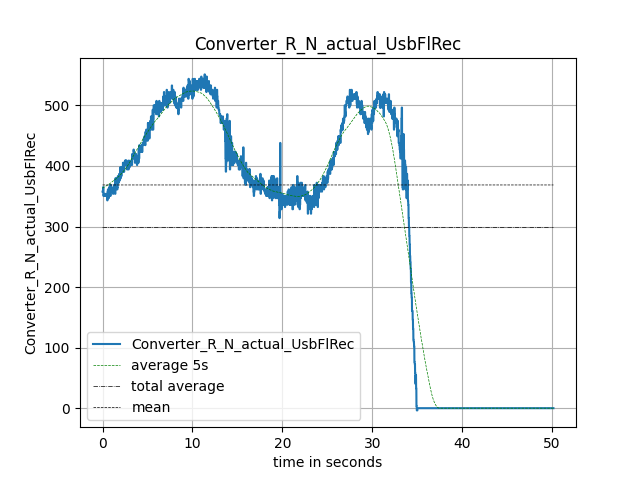 Converter_R_N_actual_UsbFlRec
Converter_R_N_actual_UsbFlRec
500
400
300
200
100
0
Converter_R_N_actual_UsbFlRec
average 5s
total average
mean
0
10
20
30
40
50
time in seconds